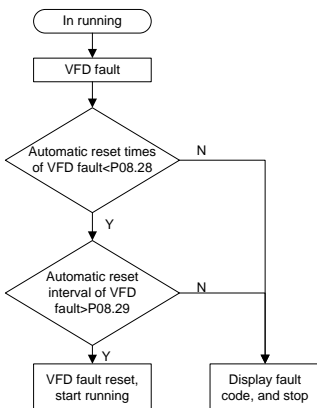 In running
VFD fault
Automatic reset times
of VFD fault<P08.28
N
Y
Automatic reset
interval of VFD
fault>P08.29
N
Y
VFD fault reset,
start running
Display fault
code, and stop